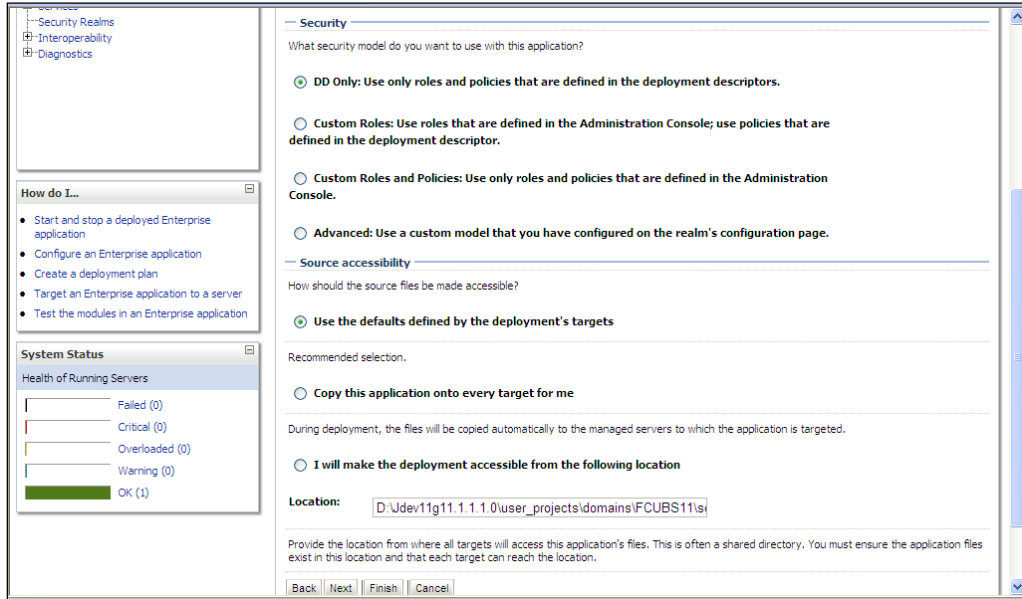 Services
Security Realms
Interoperability
Diagnostics
How do I...
Start and stop a deployed Enterprise
application
Configure an Enterprise application
Create a deployment plan
Target an Enterprise application to a server
Test the modules in an Enterprise application
System Status
Health of Running Servers
Failed (0)
Critical (0)
Overloaded (0)
Warning (0)
OK (1)
Security
What security model do you want to use with this application?
DD Only: Use only roles and policies that are defined in the deployment descriptors.
Custom Roles: Use roles that are defined in the Administration Console; use policies that are
defined in the deployment descriptor.
Custom Roles and Policies: Use only roles and policies that are defined in the Administration
Console.
Advanced: Use a custom model that you have configured on the realm's configuration page.
Source accessibility
How should the source files be made accessible?
Use the defaults defined by the deployment's targets
Recommended selection.
Copy this application onto every target for me
During deployment, the files will be copied automatically to the managed servers to which the application is targeted.
I will make the deployment accessible from the following location
Location: D:\Jdev11g11.1.1.1.0\user_projects\domains\FCUBS11\se
Provide the location from where all targets will access this application's files. This is often a shared directory. You must ensure the application files
exist in this location and that each target can reach the location.
Back Next Finish Cancel